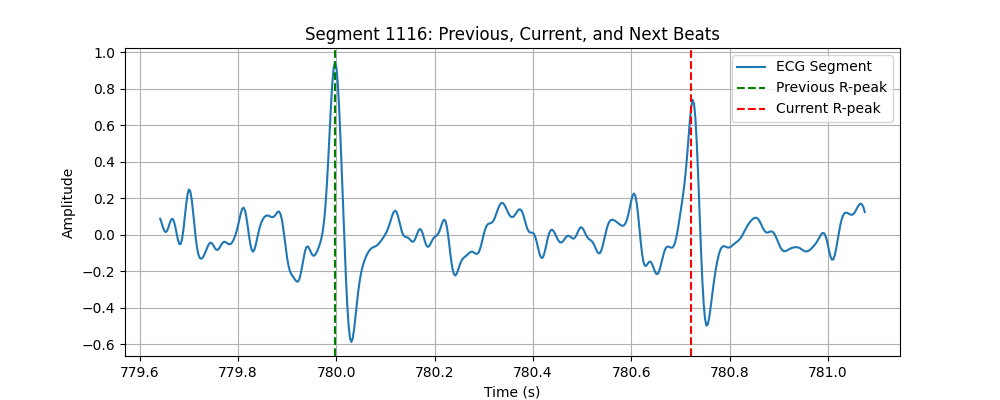 Segment 1116: Previous, Current, and Next Beats
ECG Segment
Previous R-peak
Current R-peak
Amplitude
1.0
0.8
0.6
0.4
0.2
0.0
−0.2
−0.4
−0.6
779.6 779.8 780.0 780.2 780.4 780.6 780.8 781.0
Time (s)